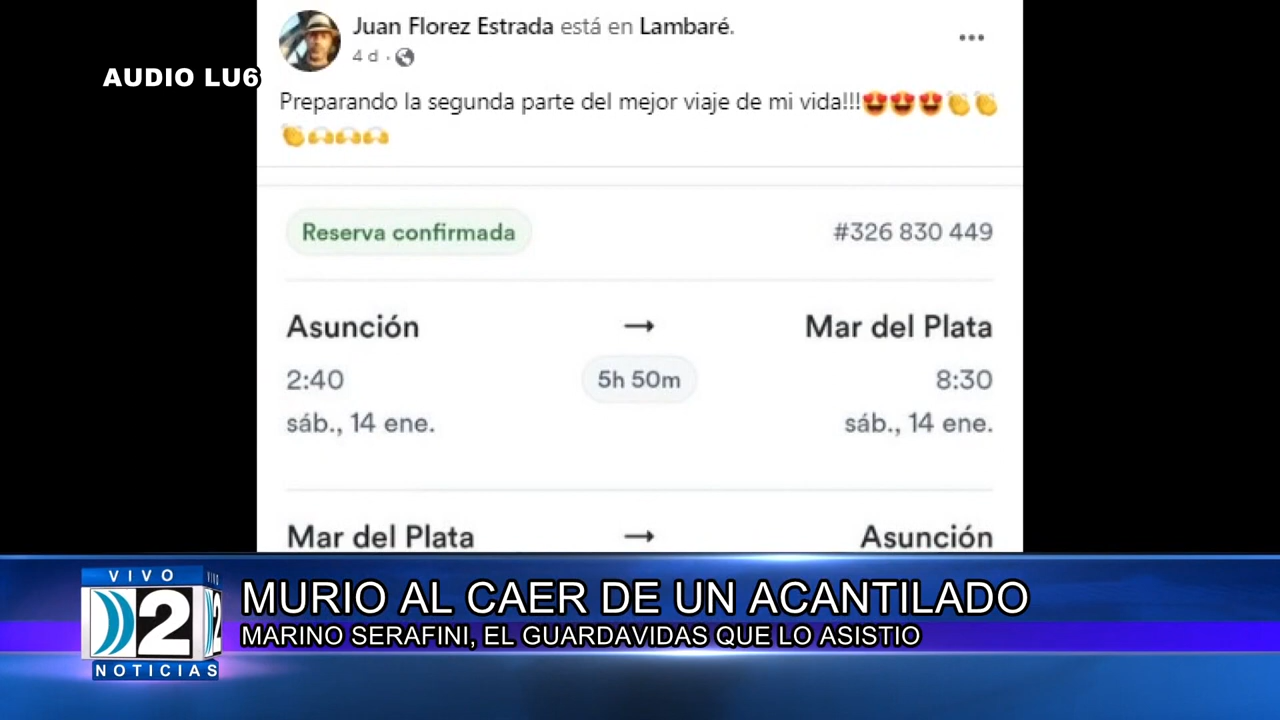 Juan Florez Estrada está en Lambaré.
4 d ·
AUDIO LU6
Preparando la segunda parte del mejor viaje de mi vida!!!😍😍😍👏👏
👏🙌🙌🙌
Reserva confirmada
#326 830 449
Asunción → Mar del Plata
2:40 5h 50m 8:30
sáb., 14 ene. sáb., 14 ene.
Mar del Plata → Asunción
VIVO
2
NOTICIAS
MURIO AL CAER DE UN ACANTILADO
MARINO SERAFINI, EL GUARDAVIDAS QUE LO ASISTIO